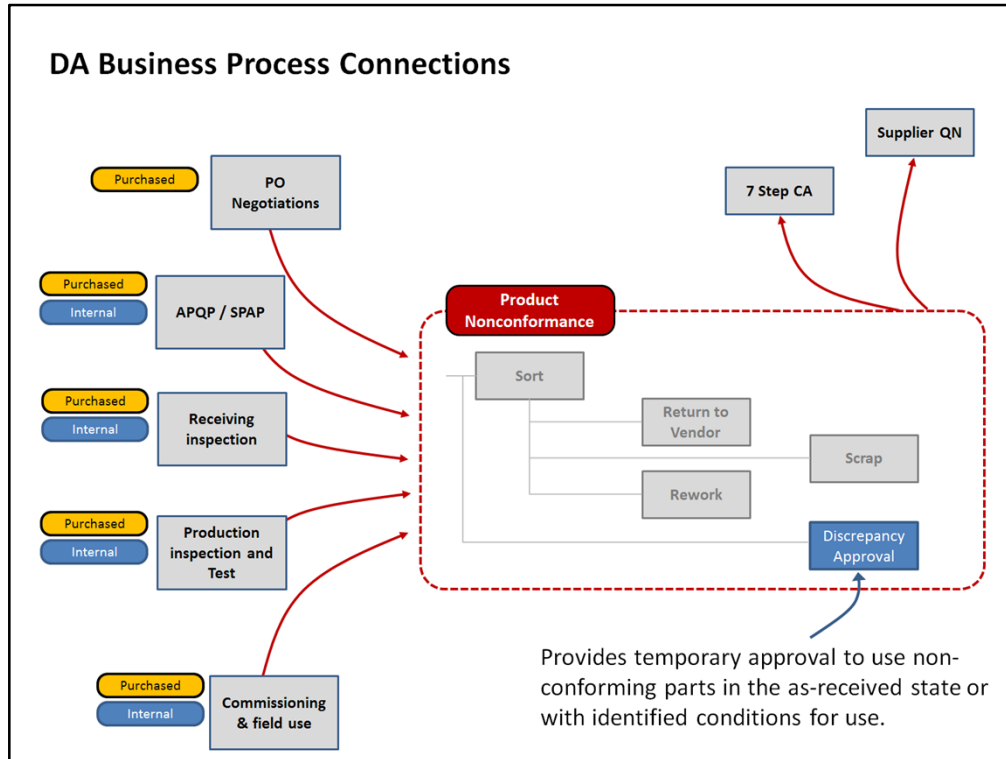 DA Business Process Connections
Supplier QN
7 Step CA
Purchased
PO
Negotiations
Purchased
Internal
APQP / SPAP
Product
Nonconformance
Sort
Purchased
Internal
Receiving
inspection
Return to
Vendor
Scrap
Rework
Purchased
Internal
Production
inspection and
Test
Discrepancy
Approval
Purchased
Internal
Commissioning
& field use
Provides temporary approval to use non-
conforming parts in the as-received state or
with identified conditions for use.